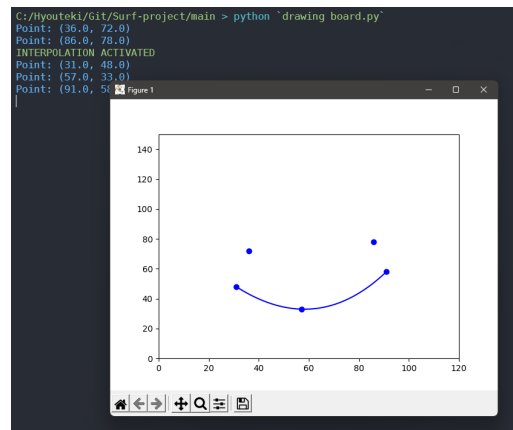 C:/Hyouteki/Git/Surf-project/main > python `drawing board.py`
Point: (36.0, 72.0)
Point: (86.0, 78.0)
INTERPOLATION ACTIVATED
Point: (31.0, 48.0)
Point: (57.0, 33.0)
Point: (91.0, 58
Figure 1
140
120
100
80
60
40
20
0
0 20 40 60 80 100 120